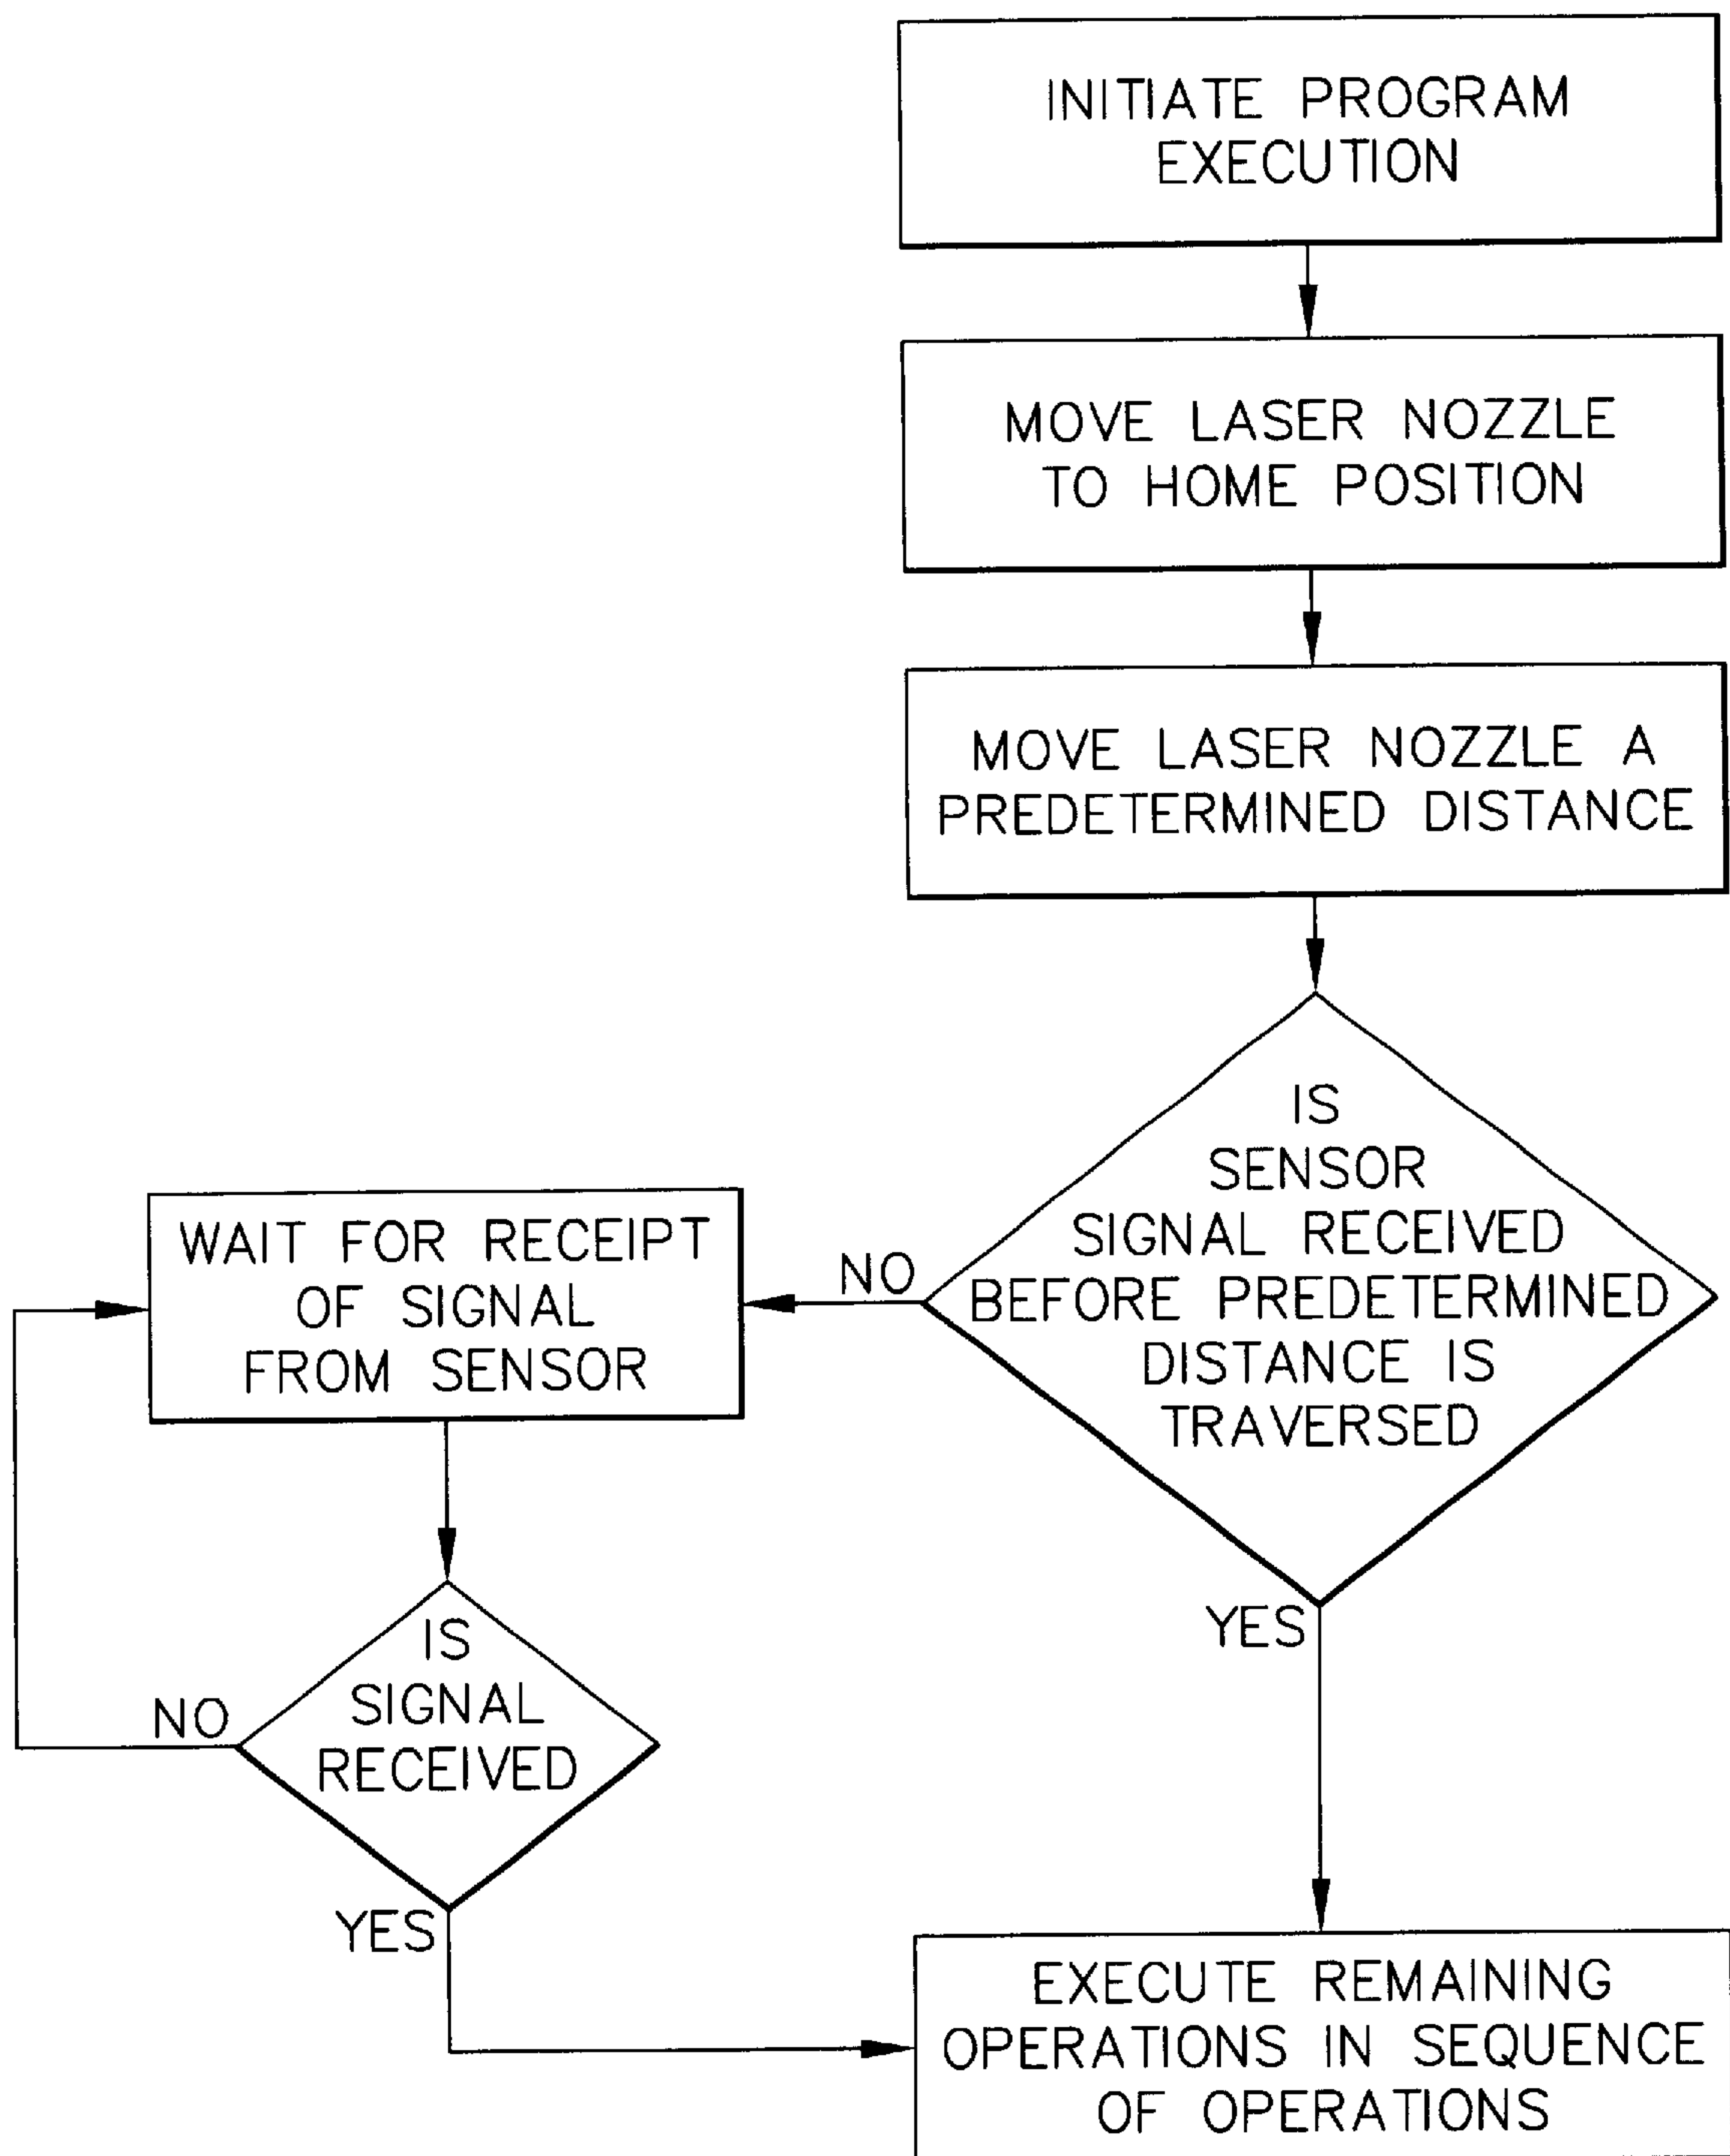 INITIATE PROGRAM
EXECUTION
MOVE LASER NOZZLE
TO HOME POSITION
MOVE LASER NOZZLE A
PREDETERMINED DISTANCE
IS
SENSOR
SIGNAL RECEIVED
BEFORE PREDETERMINED
DISTANCE IS
TRAVERSED
NO
YES
WAIT FOR RECEIPT
OF SIGNAL
FROM SENSOR
IS
SIGNAL
RECEIVED
NO
YES
EXECUTE REMAINING
OPERATIONS IN SEQUENCE
OF OPERATIONS